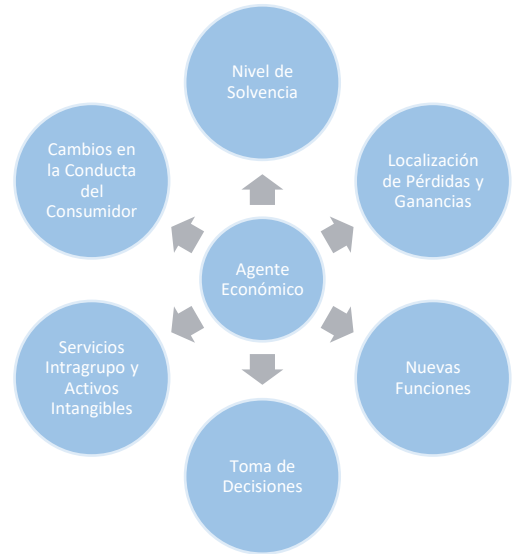 Nivel de
Solvencia
Localización
de Pérdidas y
Ganancias
Nuevas
Funciones
Toma de
Decisiones
Servicios
Intragrupo y
Activos
Intangibles
Cambios en
la Conducta
del
Consumidor
Agente
Económico